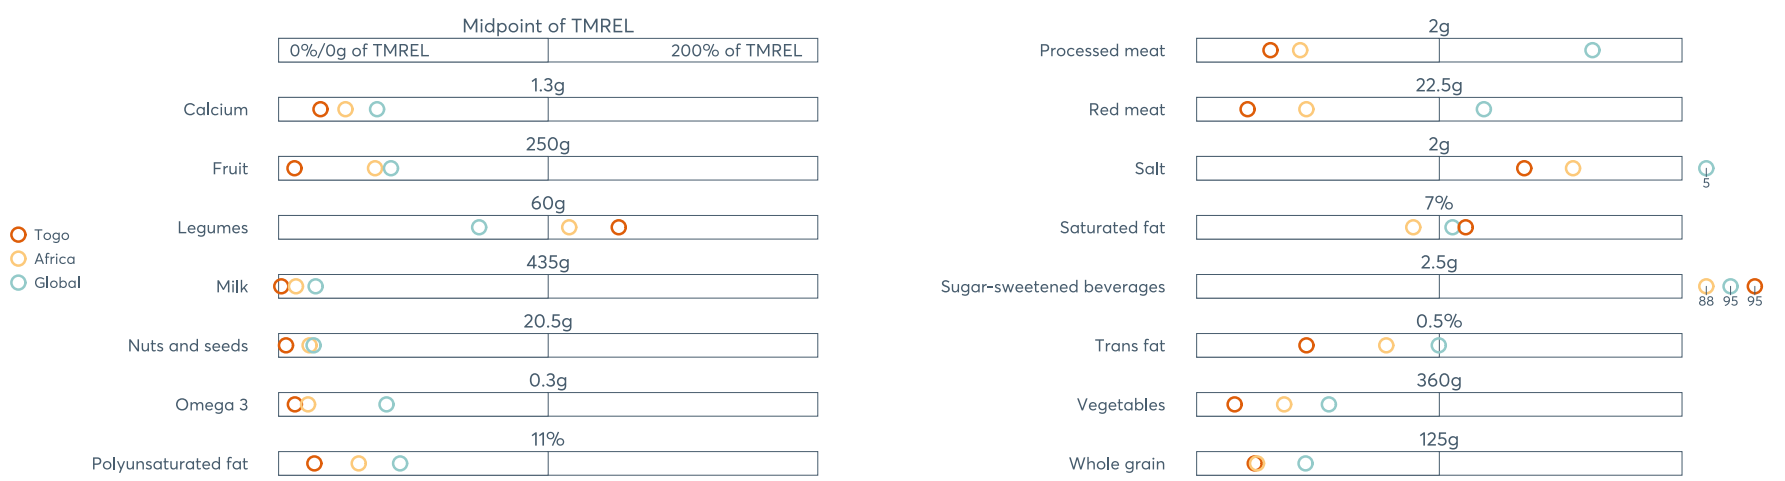 Midpoint of TMREL
0%/0g of TMREL 200% of TMREL
1.3g
Calcium
250g
Fruit
60g
Legumes
435g
Milk
20.5g
Nuts and seeds
0.3g
Omega 3
11%
Polyunsaturated fat
Togo
Africa
Global
2g
Processed meat
22.5g
Red meat
2g
Salt
5
7%
Saturated fat
2.5g
Sugar-sweetened beverages
88 95 95
0.5%
Trans fat
360g
Vegetables
125g
Whole grain